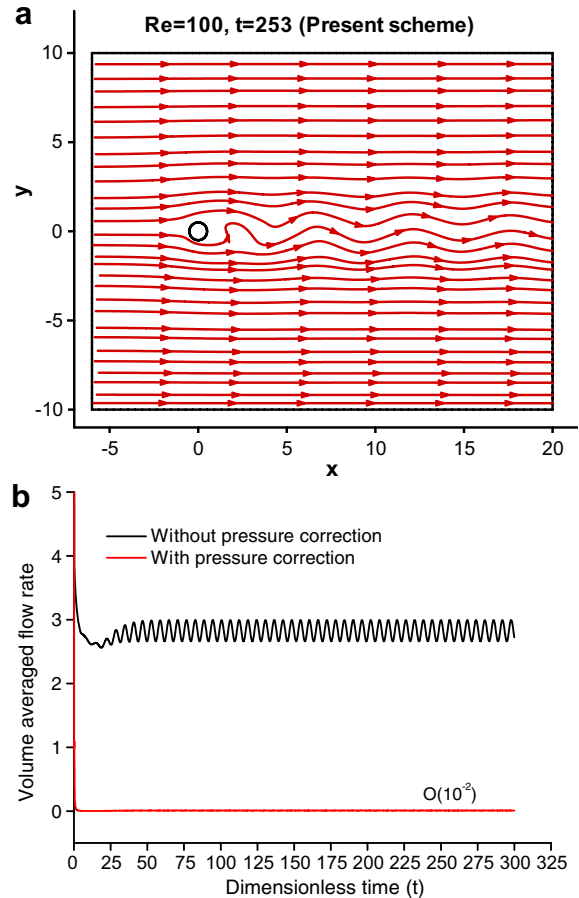 a
Re=100, t=253 (Present scheme)
10
5
0
-5
-10
y
-5 0 5 10 15 20
x
b
5
4
3
2
1
0
Volume averaged flow rate
Without pressure correction
With pressure correction
O(10⁻²)
0 25 50 75 100 125 150 175 200 225 250 275 300 325
Dimensionless time (t)